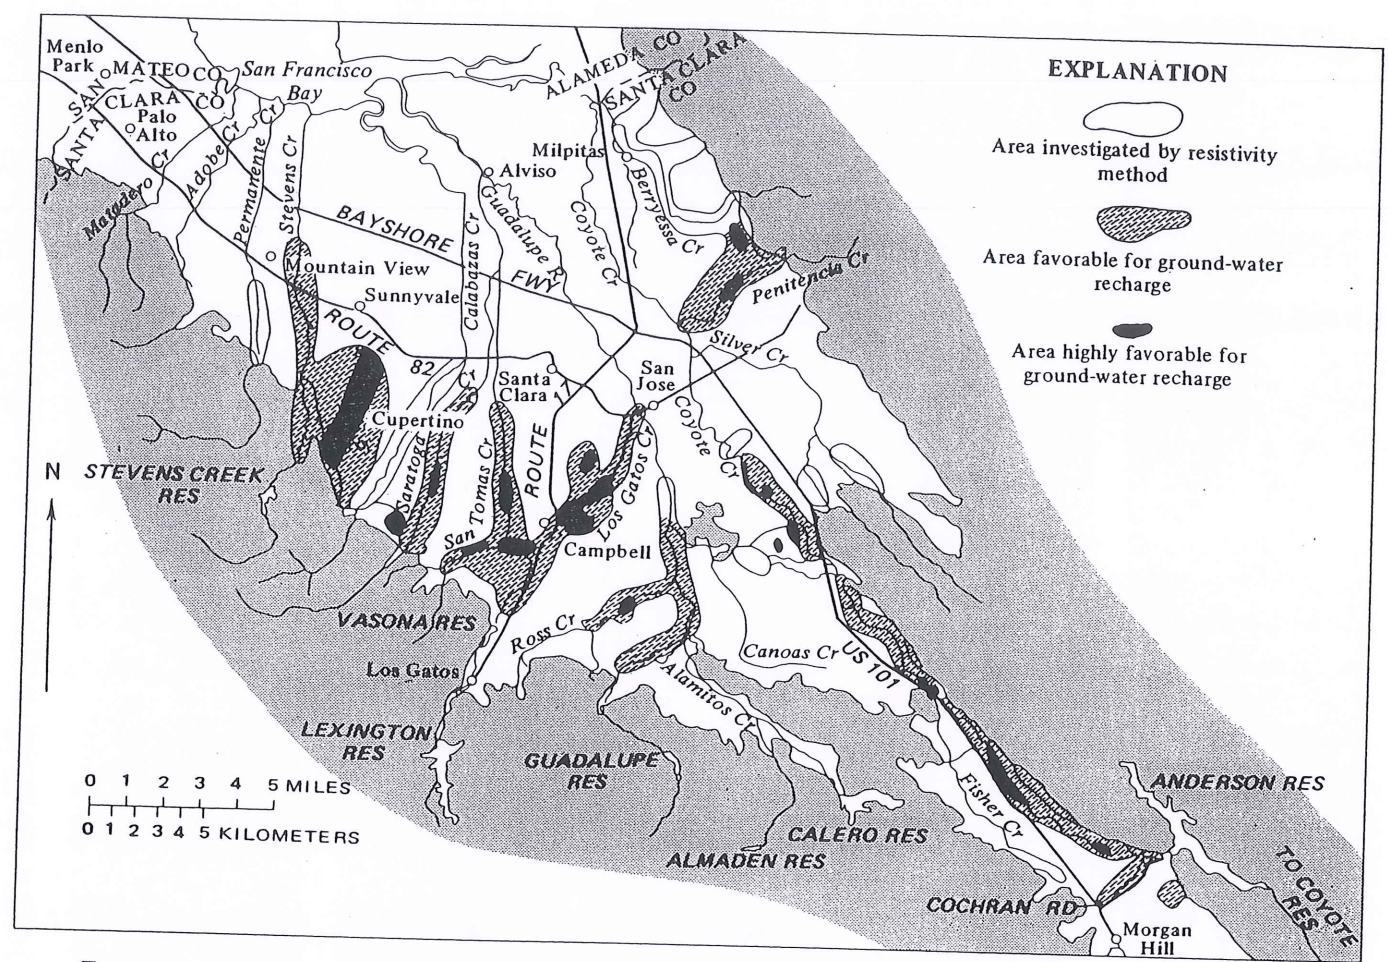 Menlo
Park
SAN MATEO CO
SANTA CLARA CO
San Francisco
Bay
Palo
Alto
Matadero Cr
Adobe Cr
Permanente Cr
Stevens Cr
ALAMEDA CO
SANTA CLARA
CO
Milpitas
Alviso
Guadalupe R
Coyote Cr
Berryessa Cr
Penitencia Cr
BAYSHORE FWY
Calabazas Cr
Mountain View
Sunnyvale
ROUTE 82
Silver Cr
San
Jose
Santa
Clara
ROUTE 17
Cupertino
Saratoga Cr
San Tomas Cr
Los Gatos Cr
Coyote Cr
Campbell
N
STEVENS CREEK
RES
VASONA RES
Ross Cr
Los Gatos
Canoas Cr
US 101
Alamitos Cr
LEXINGTON
RES
GUADALUPE
RES
Fisher Cr
ANDERSON RES
CALERO RES
ALMADEN RES
TO COYOTE
RES
COCHRAN RD
Morgan
Hill
0 1 2 3 4 5 MILES
0 1 2 3 4 5 KILOMETERS
EXPLANATION
Area investigated by resistivity
method
Area favorable for ground-water
recharge
Area highly favorable for
ground-water recharge